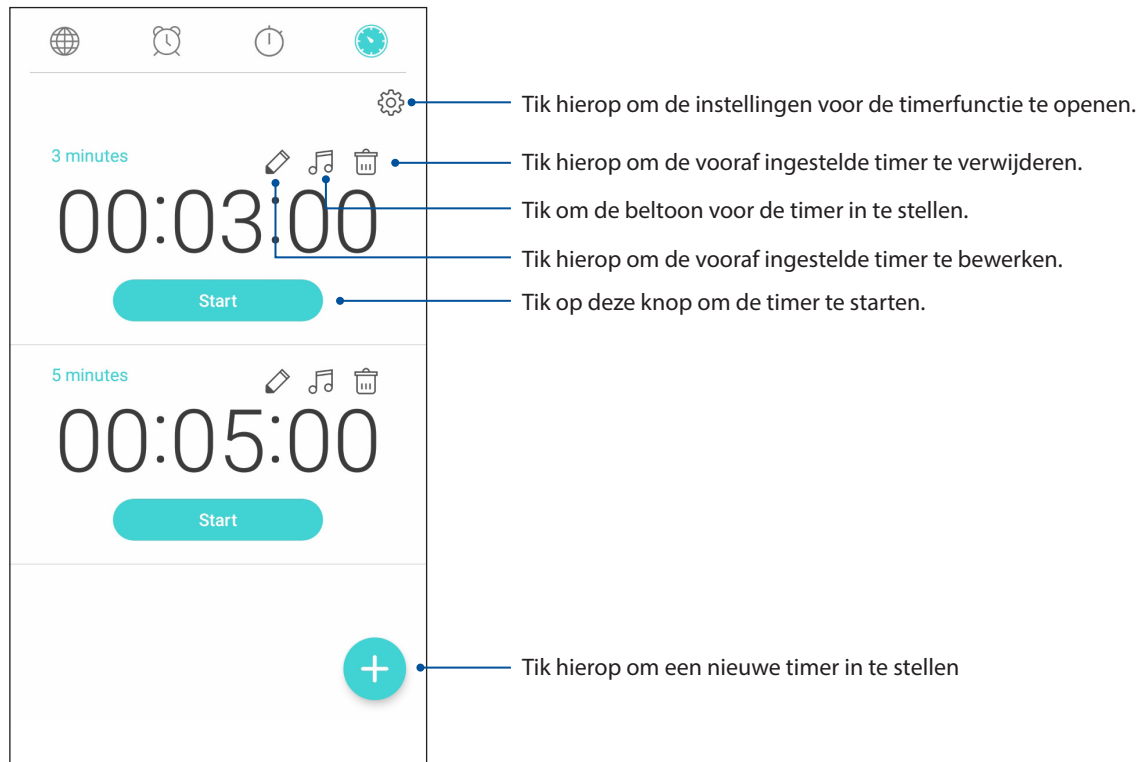 Tik hierop om de instellingen voor de timerfunctie te openen.
3 minutes
Tik hierop om de vooraf ingestelde timer te verwijderen.
00:03:00
Tik om de beltoon voor de timer in te stellen.
Tik hierop om de vooraf ingestelde timer te bewerken.
Start
Tik op deze knop om de timer te starten.
5 minutes
00:05:00
Start
Tik hierop om een nieuwe timer in te stellen